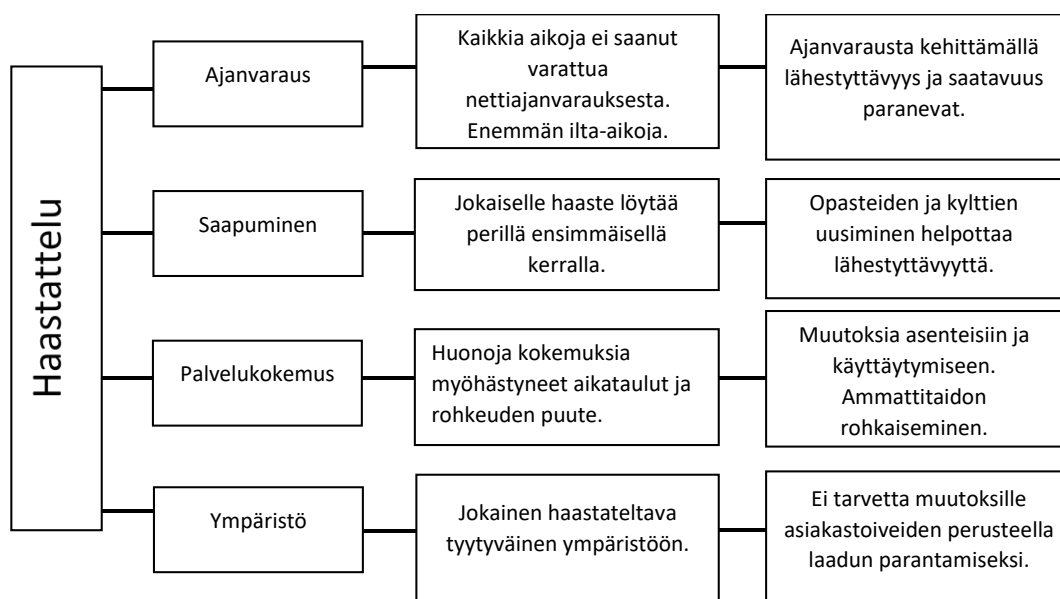 Haastattelu
Ajanvaraus
Kaikkia aikoja ei saanut
varattua
nettiajanvarauksesta.
Enemmän ilta-aikoja.
Ajanvarausta kehittämällä
lähestyttävyys ja saatavuus
paranevat.
Saapuminen
Jokaiselle haaste löytää
perillä ensimmäisellä
kerralla.
Opasteiden ja kylttien
uusiminen helpottaa
lähestyttävyyttä.
Palvelukokemus
Huonoja kokemuksia
myöhästyneet aikataulut ja
rohkeuden puute.
Muutoksia asenteisiin ja
käyttäytymiseen.
Ammattitaidon
rohkaiseminen.
Ympäristö
Jokainen haastateltava
tyytyväinen ympäristöön.
Ei tarvetta muutoksille
asiakastoiveiden perusteella
laadun parantamiseksi.